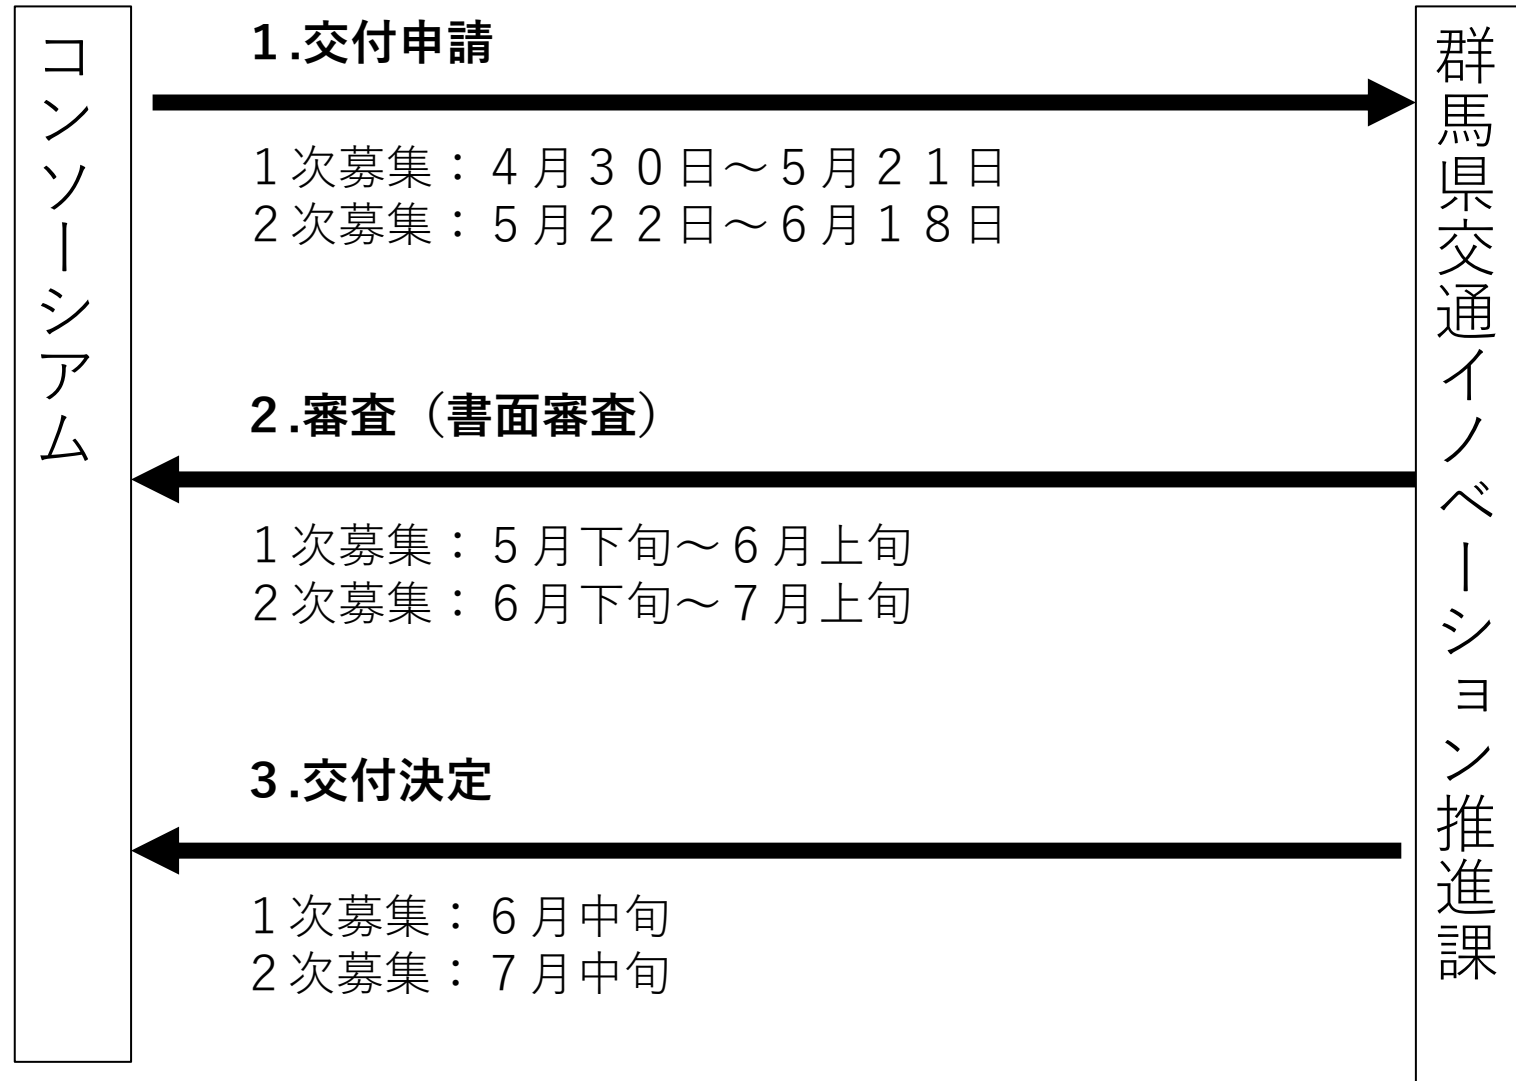 コンソーシアム
１.交付申請
１次募集：４月３０日～５月２１日
２次募集：５月２２日～６月１８日
２.審査（書面審査）
１次募集：５月下旬～６月上旬
２次募集：６月下旬～７月上旬
３.交付決定
１次募集：６月中旬
２次募集：７月中旬
群馬県交通イノベーション推進課